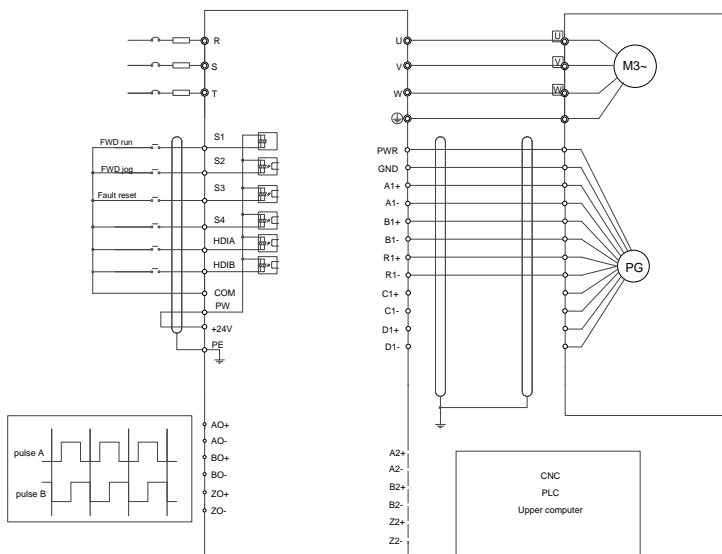 R
S
T
U
V
W
U
V
W
M3~
FWD run
S1
FWD jog
S2
Fault reset
S3
S4
HDIA
HDIB
COM
PW
+24V
PE
PWR
GND
A1+
A1-
B1+
B1-
R1+
R1-
C1+
C1-
D1+
D1-
PG
pulse A
pulse B
AO+
AO-
BO+
BO-
ZO+
ZO-
A2+
A2-
B2+
B2-
Z2+
Z2-
CNC
PLC
Upper computer